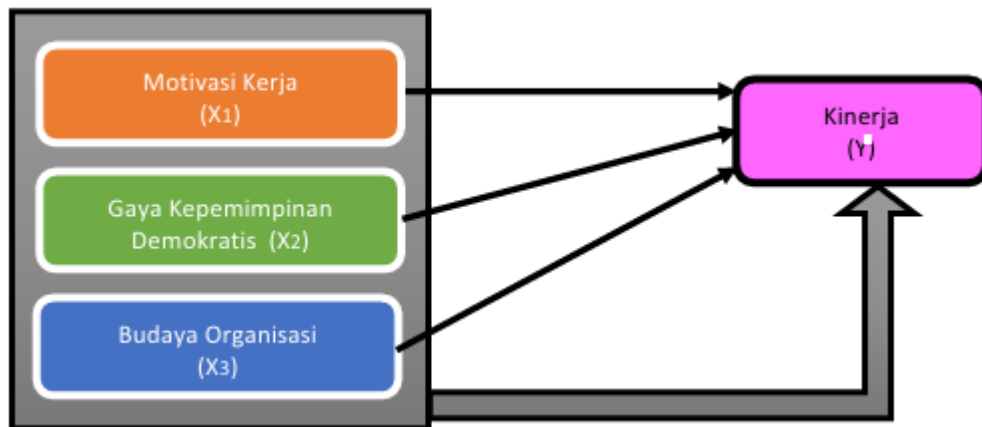 Motivasi Kerja
(X1)
Kinerja
(Y)
Gaya Kepemimpinan
Demokratis (X2)
Budaya Organisasi
(X3)